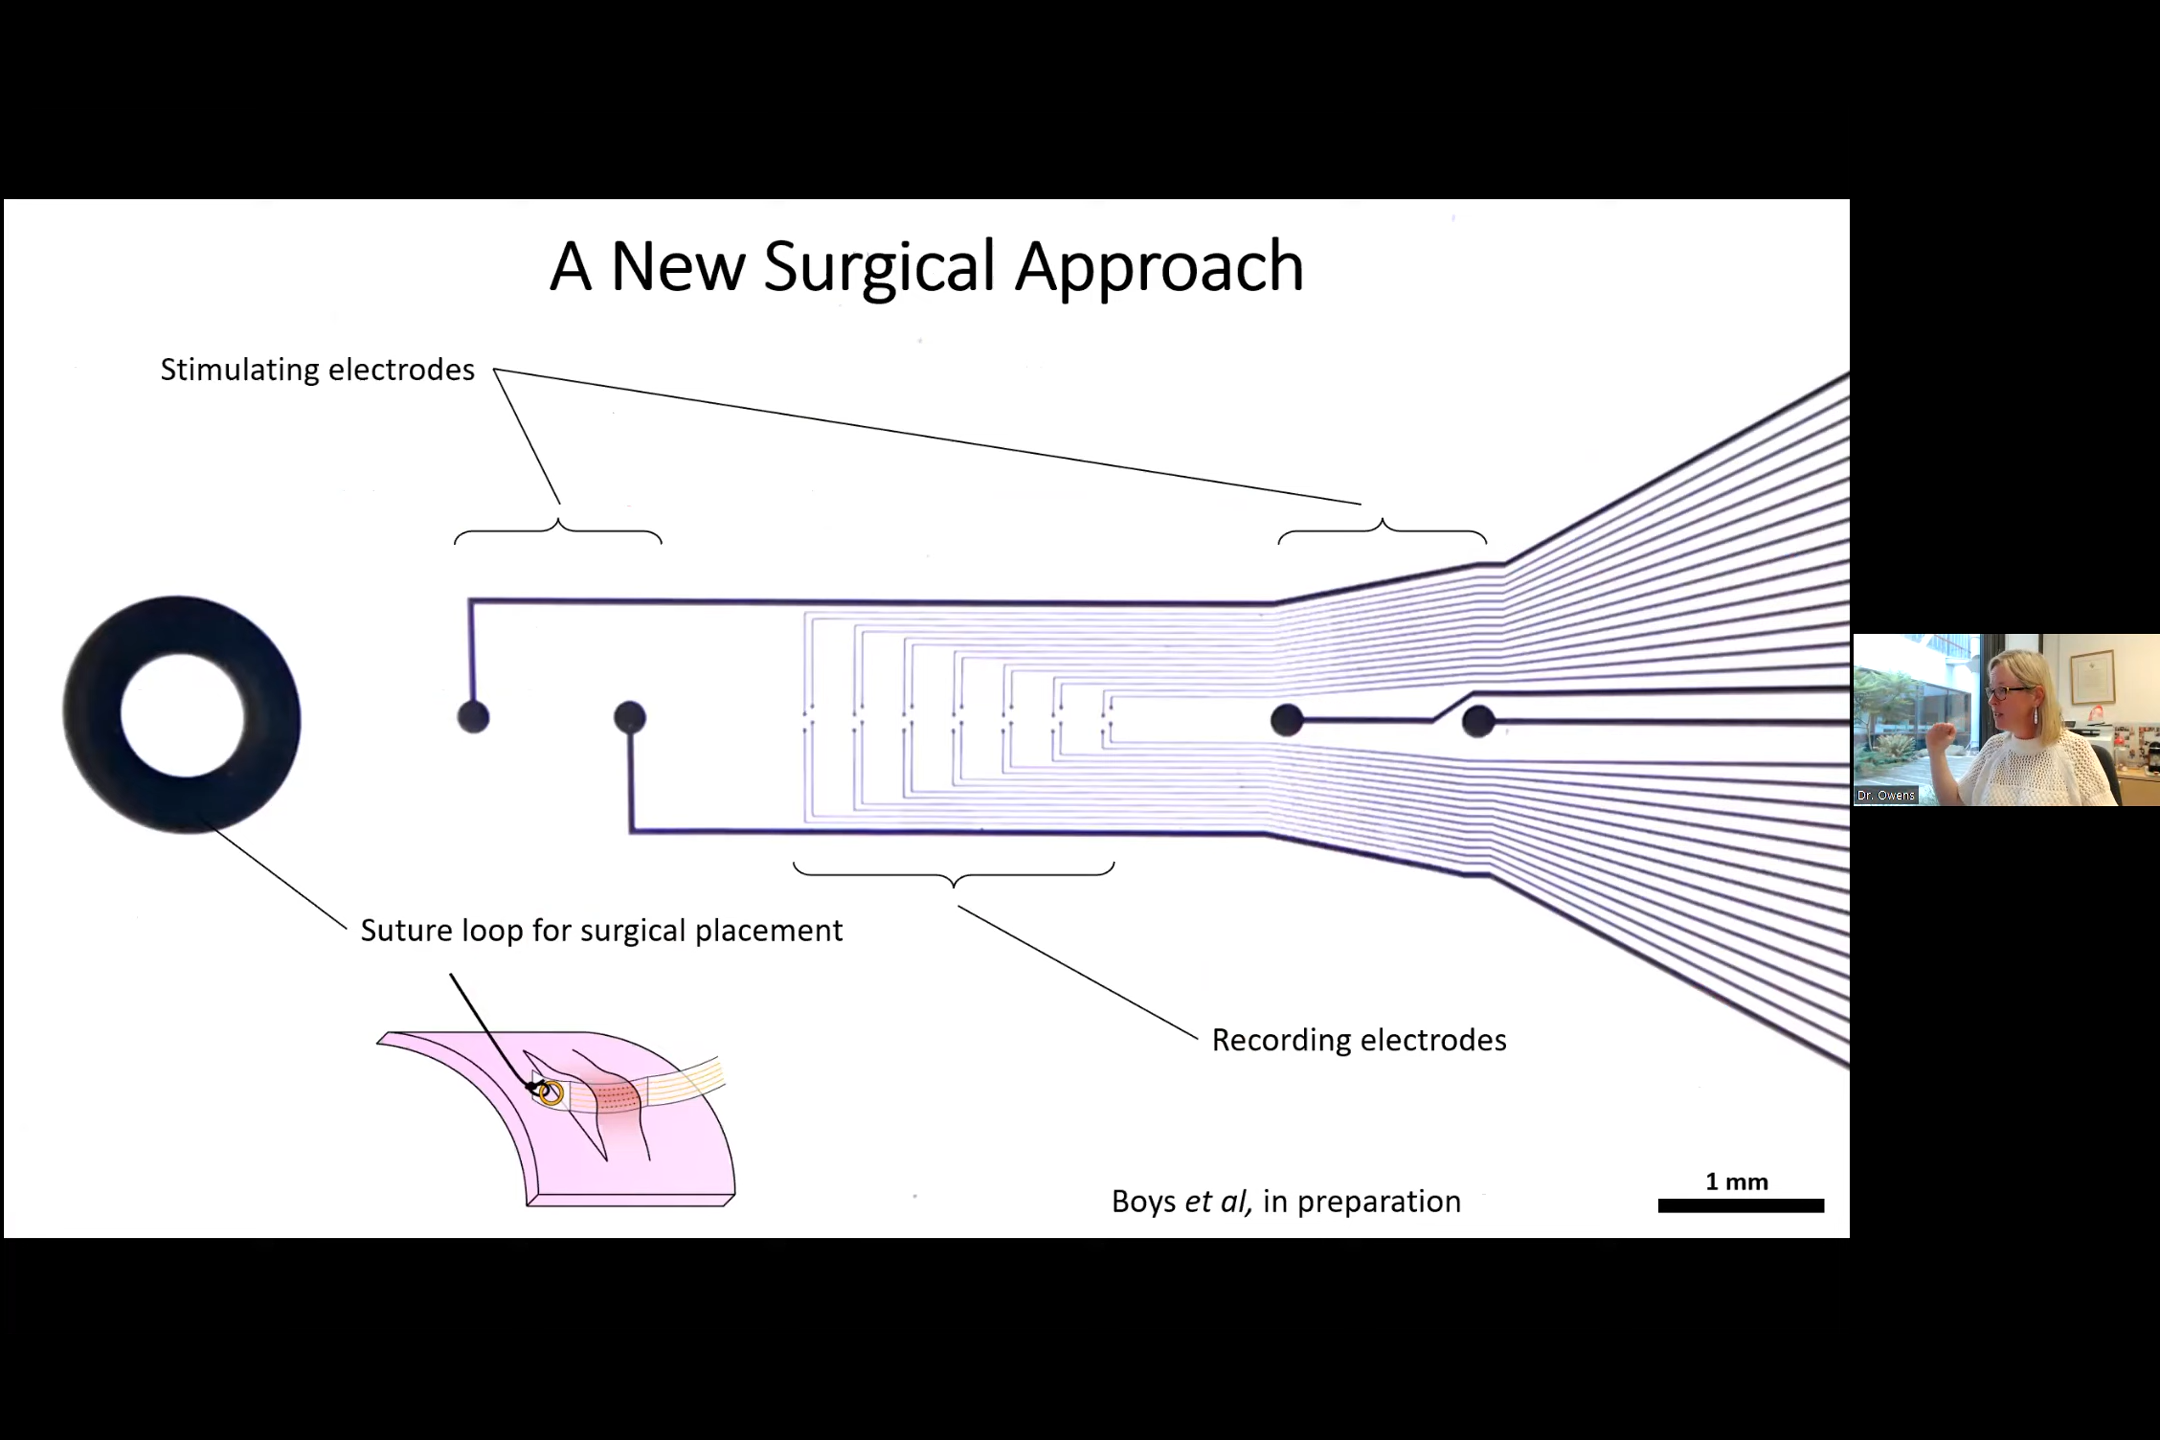 A New Surgical Approach
Stimulating electrodes
Dr. Owens
Suture loop for surgical placement
Recording electrodes
1 mm
Boys et al, in preparation